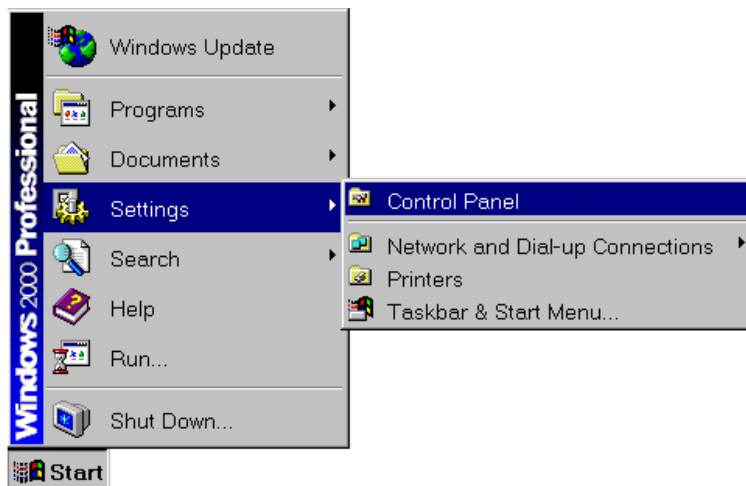 Windows 2000 Professional
Windows Update
Programs
Documents
Settings
Search
Help
Run...
Shut Down...
Control Panel
Network and Dial-up Connections
Printers
Taskbar & Start Menu...
Start